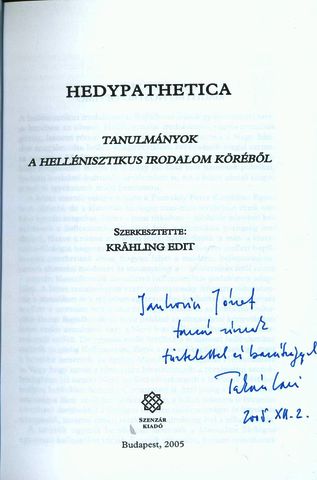 HEDYPATHETICA
TANULMÁNYOK
A HELLÉNISZTIKUS IRODALOM KÖRÉBŐL
SZERKESZTETTE:
KRÄHLING EDIT
Jankovics József
tanár úrnak
tisztelettel és barátsággal
2005. XII. 2.
SZENZÁR
KIADÓ
Budapest, 2005